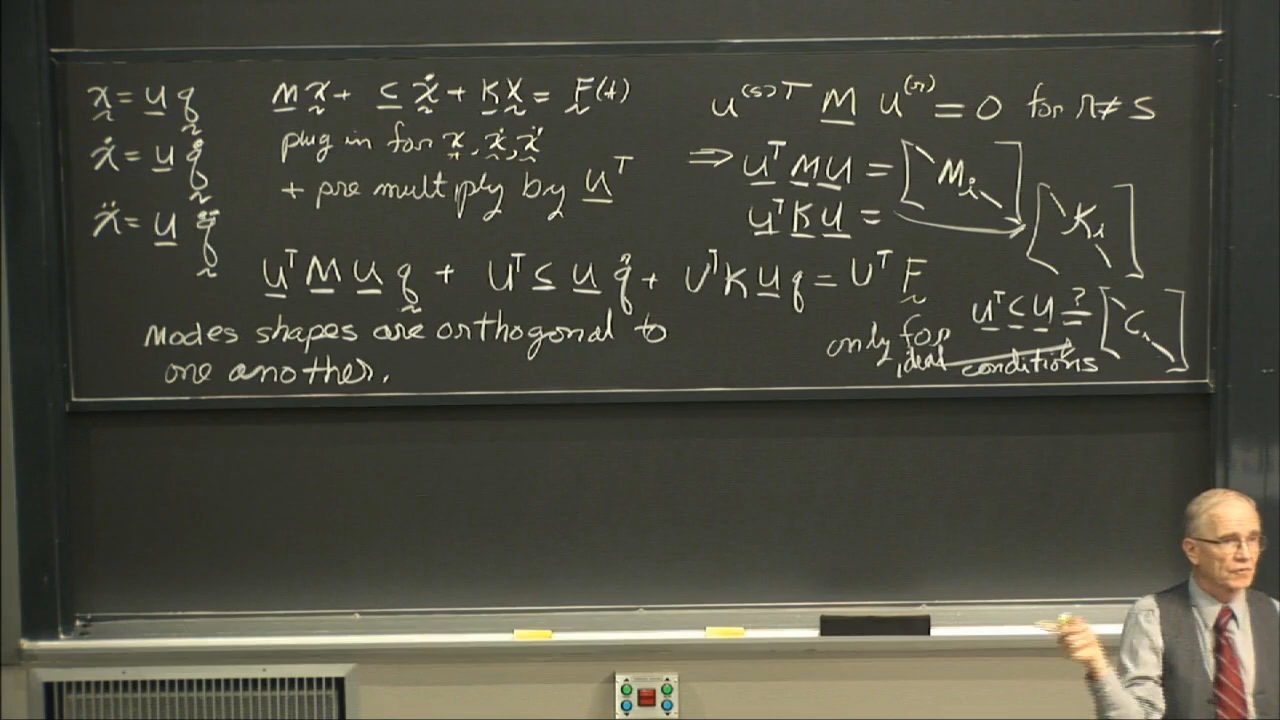 x = u q
ẋ = u q̇
ẍ = u q̈
M x + C ẋ + K x = F(t)
plug in for x, ẋ, ẍ
+ pre multiply by U^T
U^T M U q + U^T C U q̈ + U^T K U q = U^T F
Modes shapes are orthogonal to
one another.
u^(s)T M u^(r) = 0 for r ≠ s
⇒ U^T M U = [ M_i ]
U^T K U = → [ K_i ]
U^T C U ?= [ C_i ]
only for
ideal conditions